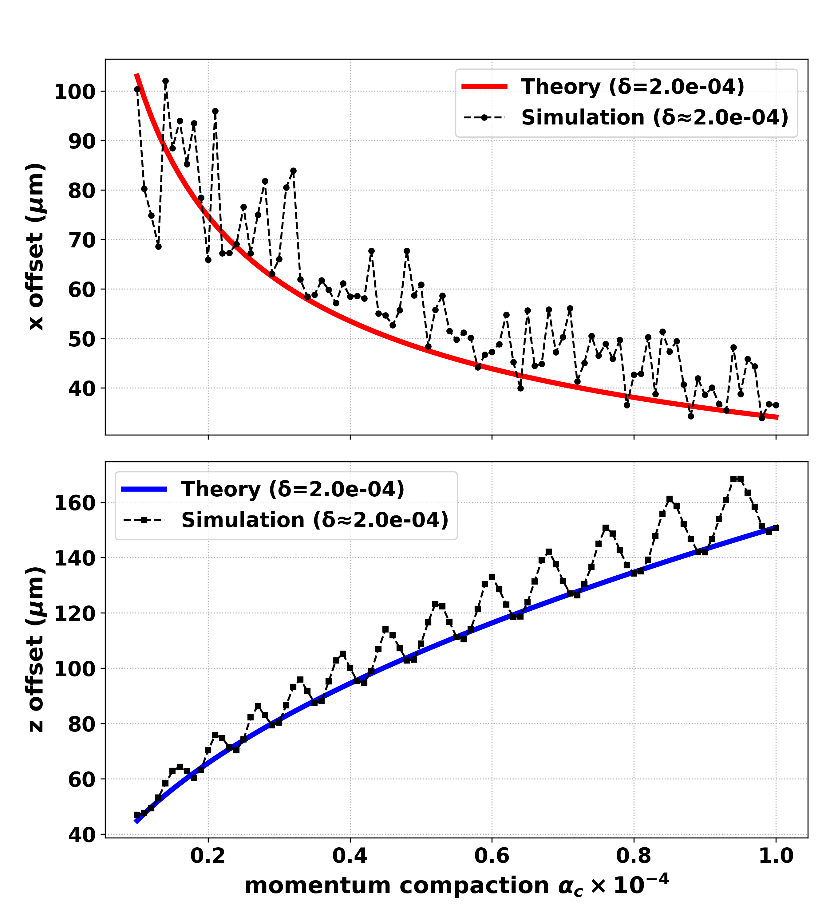 Theory (δ=2.0e-04)
Simulation (δ≈2.0e-04)
100
90
80
70
60
50
40
x offset (μm)
Theory (δ=2.0e-04)
Simulation (δ≈2.0e-04)
160
140
120
100
80
60
40
z offset (μm)
0.2 0.4 0.6 0.8 1.0
momentum compaction α_c × 10⁻⁴